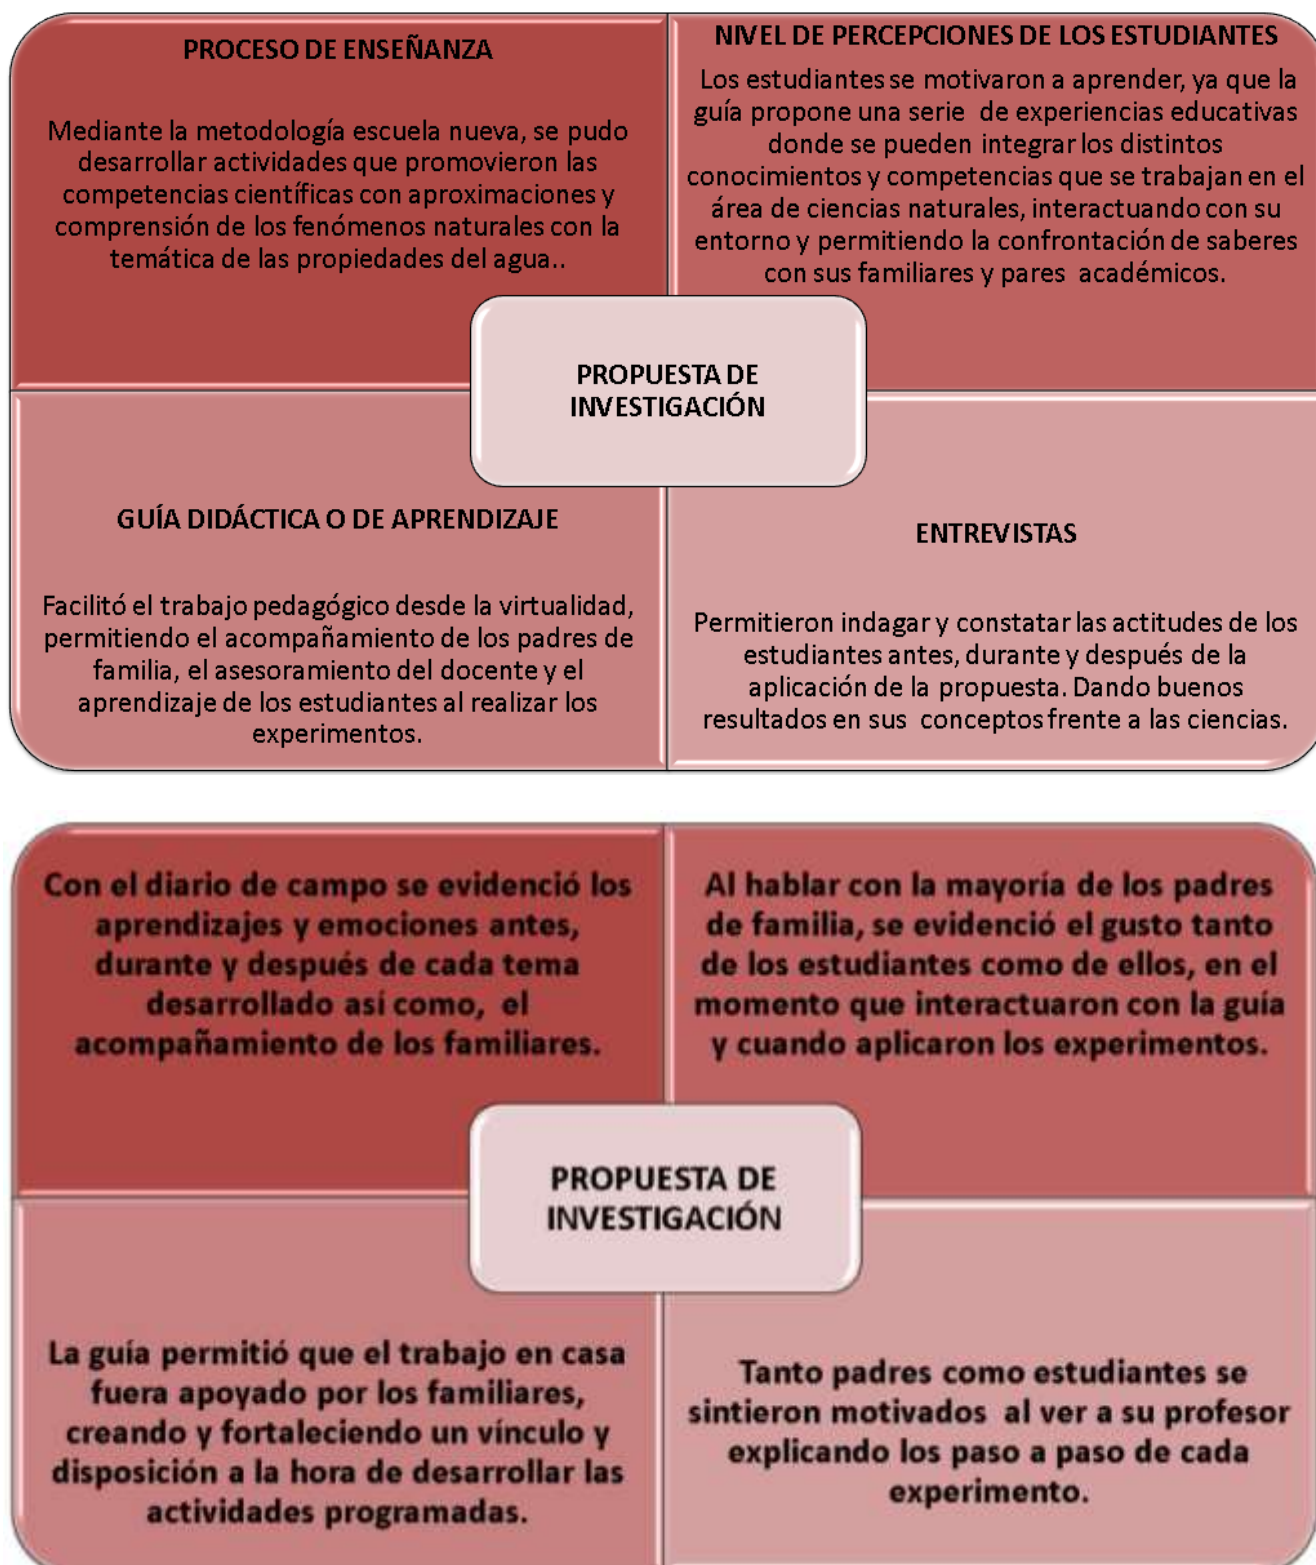 PROCESO DE ENSEÑANZA
Mediante la metodología escuela nueva, se pudo
desarrollar actividades que promovieron las
competencias científicas con aproximaciones y
comprensión de los fenómenos naturales con la
temática de las propiedades del agua..
NIVEL DE PERCEPCIONES DE LOS ESTUDIANTES
Los estudiantes se motivaron a aprender, ya que la
guía propone una serie de experiencias educativas
donde se pueden integrar los distintos
conocimientos y competencias que se trabajan en el
área de ciencias naturales, interactuando con su
entorno y permitiendo la confrontación de saberes
con sus familiares y pares académicos.
PROPUESTA DE
INVESTIGACIÓN
GUÍA DIDÁCTICA O DE APRENDIZAJE
Facilitó el trabajo pedagógico desde la virtualidad,
permitiendo el acompañamiento de los padres de
familia, el asesoramiento del docente y el
aprendizaje de los estudiantes al realizar los
experimentos.
ENTREVISTAS
Permitieron indagar y constatar las actitudes de los
estudiantes antes, durante y después de la
aplicación de la propuesta. Dando buenos
resultados en sus conceptos frente a las ciencias.
Con el diario de campo se evidenció los
aprendizajes y emociones antes,
durante y después de cada tema
desarrollado así como, el
acompañamiento de los familiares.
Al hablar con la mayoría de los padres
de familia, se evidenció el gusto tanto
de los estudiantes como de ellos, en el
momento que interactuaron con la guía
y cuando aplicaron los experimentos.
PROPUESTA DE
INVESTIGACIÓN
La guía permitió que el trabajo en casa
fuera apoyado por los familiares,
creando y fortaleciendo un vínculo y
disposición a la hora de desarrollar las
actividades programadas.
Tanto padres como estudiantes se
sintieron motivados al ver a su profesor
explicando los paso a paso de cada
experimento.